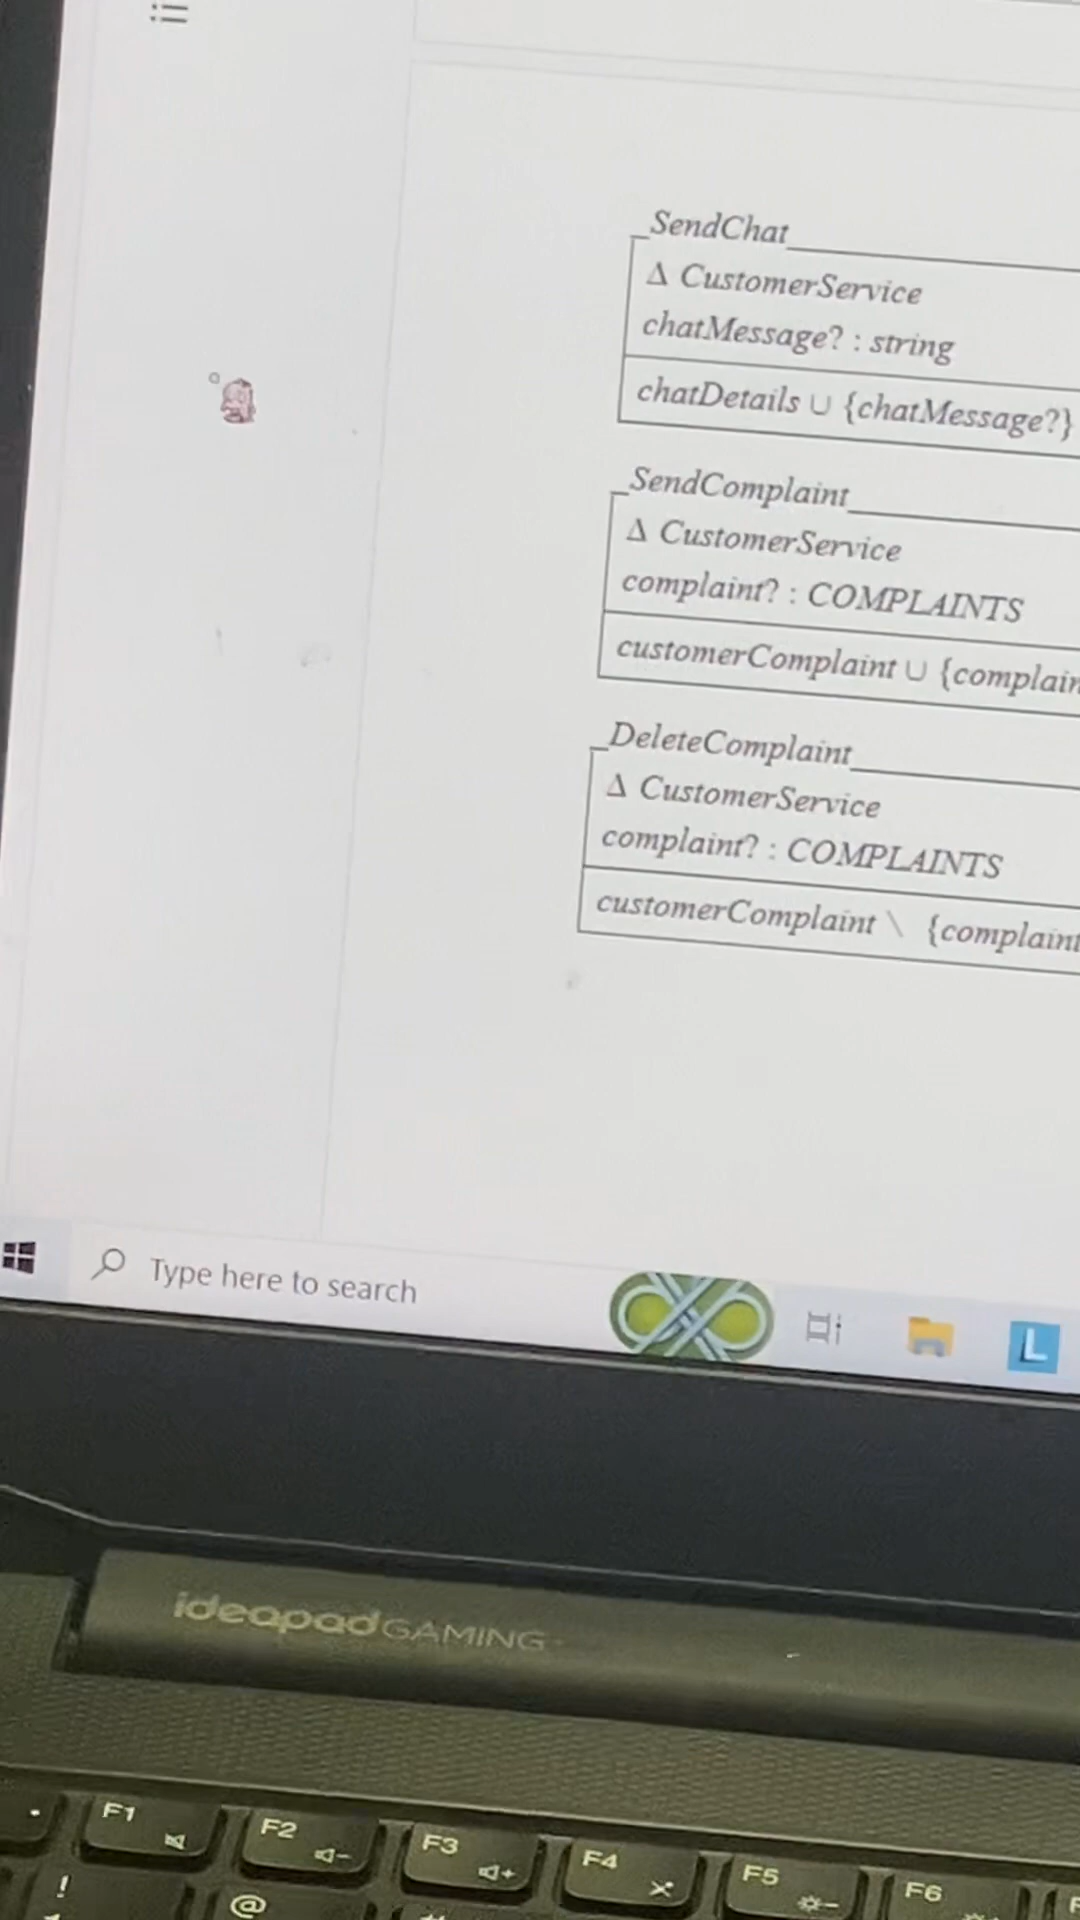 SendChat
Δ CustomerService
chatMessage? : string
chatDetails ∪ {chatMessage?}
SendComplaint
Δ CustomerService
complaint? : COMPLAINTS
customerComplaint ∪
DeleteComplaint
Δ CustomerService
complaint? : COMPLAINTS
customerComplaint \ {complaint
Type here to search
L
ideapad GAMING
F1 F2 F3 F4 F5 F6
! @